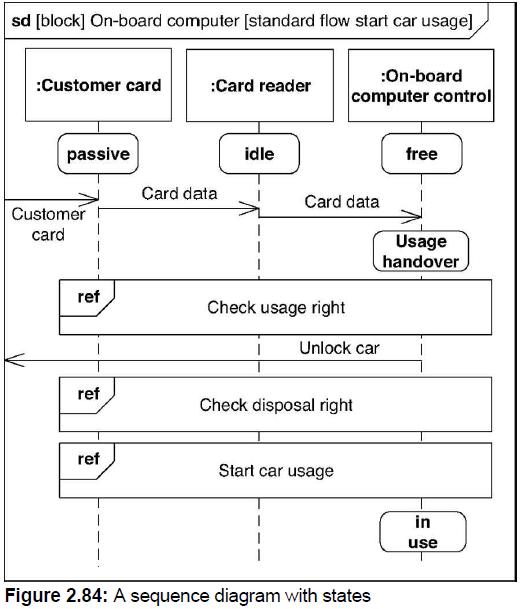 sd [block] On-board computer [standard flow start car usage]
:Customer card
:Card reader
:On-board
computer control
passive
idle
free
Customer
card
Card data
Card data
Usage
handover
ref
Check usage right
Unlock car
ref
Check disposal right
ref
Start car usage
in
use
Figure 2.84: A sequence diagram with states